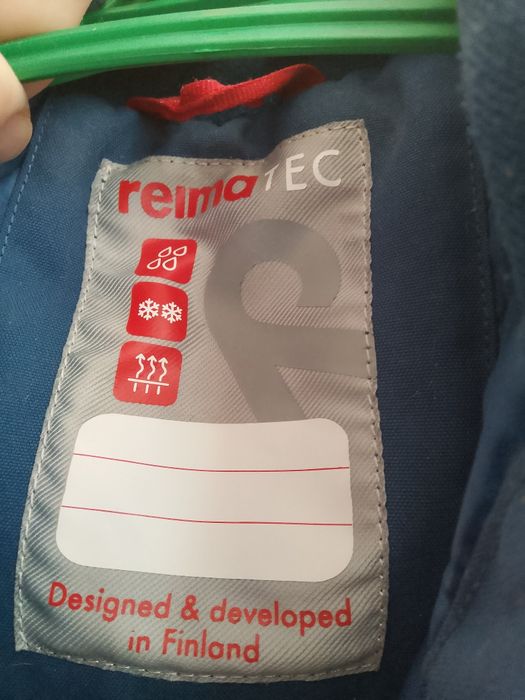 reimaTEC
Designed & developed
in Finland